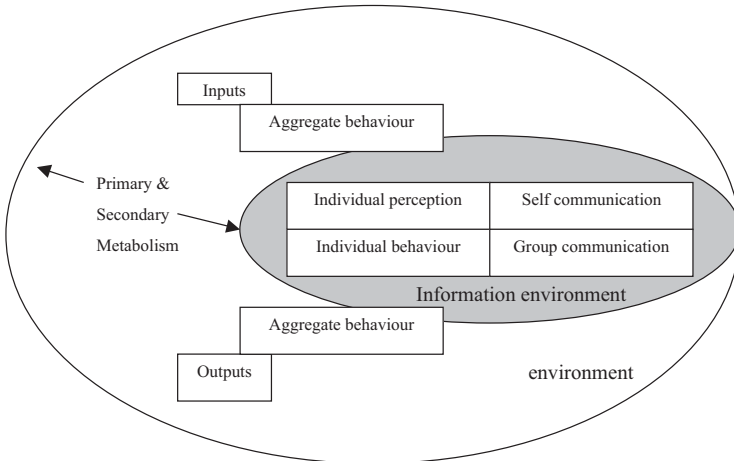 Inputs
Aggregate behaviour
Primary &
Secondary
Metabolism
Individual perception
Self communication
Individual behaviour
Group communication
Information environment
Aggregate behaviour
Outputs
environment